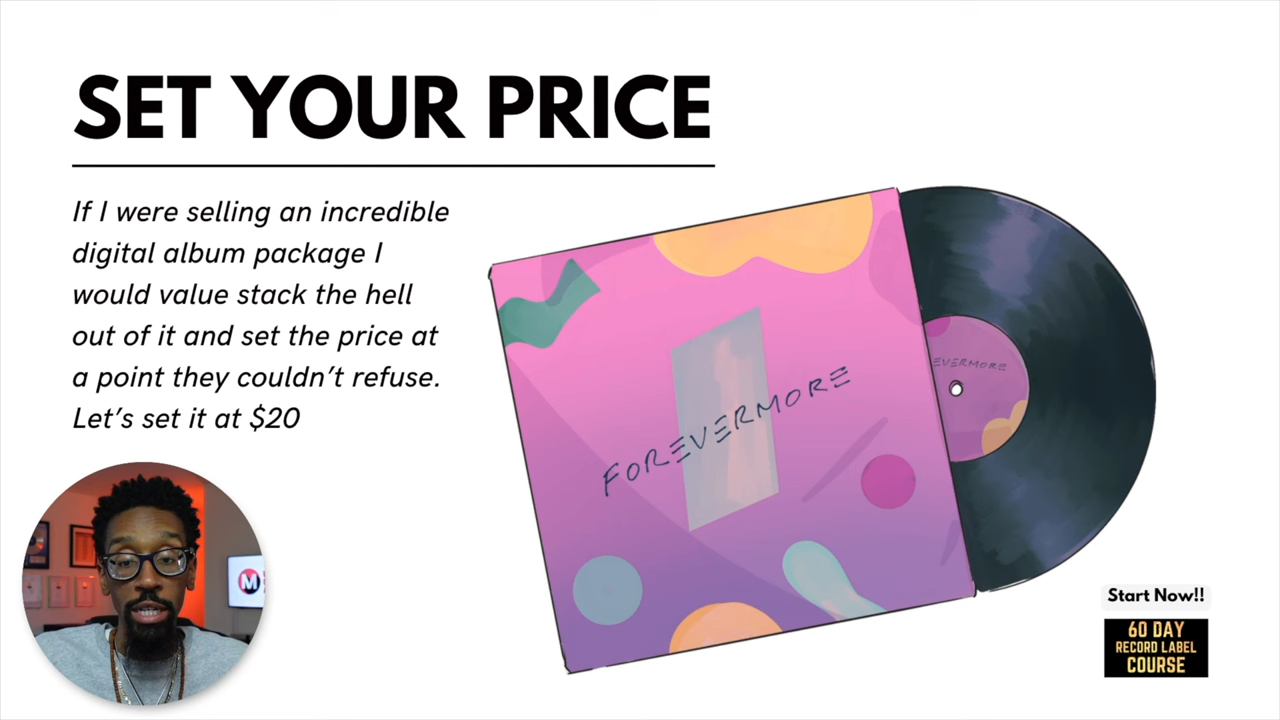 SET YOUR PRICE
If I were selling an incredible
digital album package I
would value stack the hell
out of it and set the price at
a point they couldn't refuse.
Let's set it at $20
FOREVERMORE
EVERMORE
M
Start Now!!
60 DAY
RECORD LABEL
COURSE